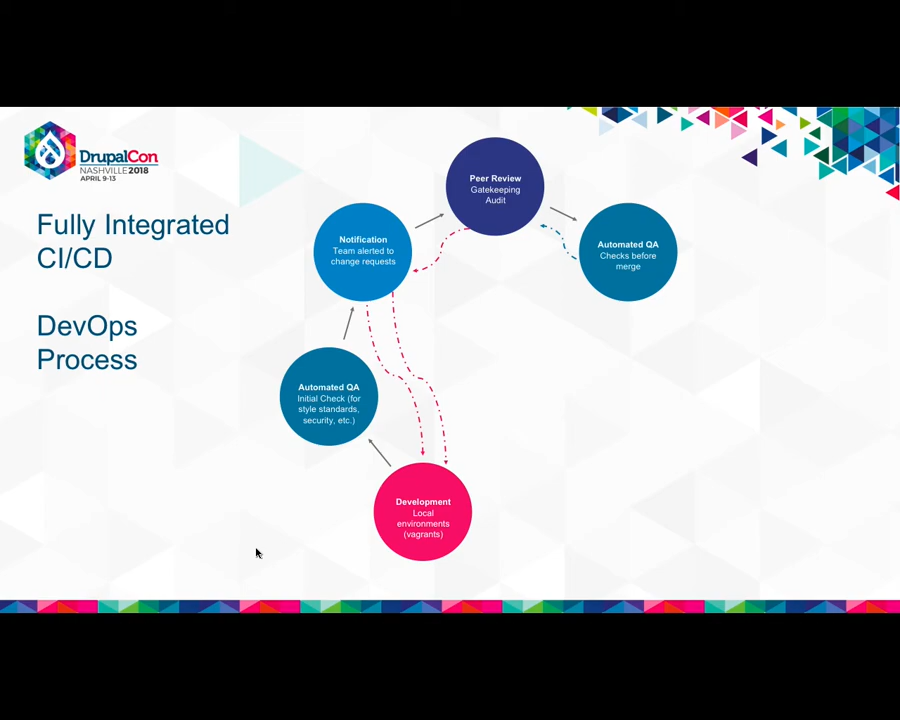 DrupalCon
NASHVILLE 2018
APRIL 9-13
Fully Integrated
CI/CD
DevOps
Process
Peer Review
Gatekeeping
Audit
Notification
Team alerted to
change requests
Automated QA
Checks before
merge
Automated QA
Initial Check (for
style standards,
security, etc.)
Development
Local
environments
(vagrants)